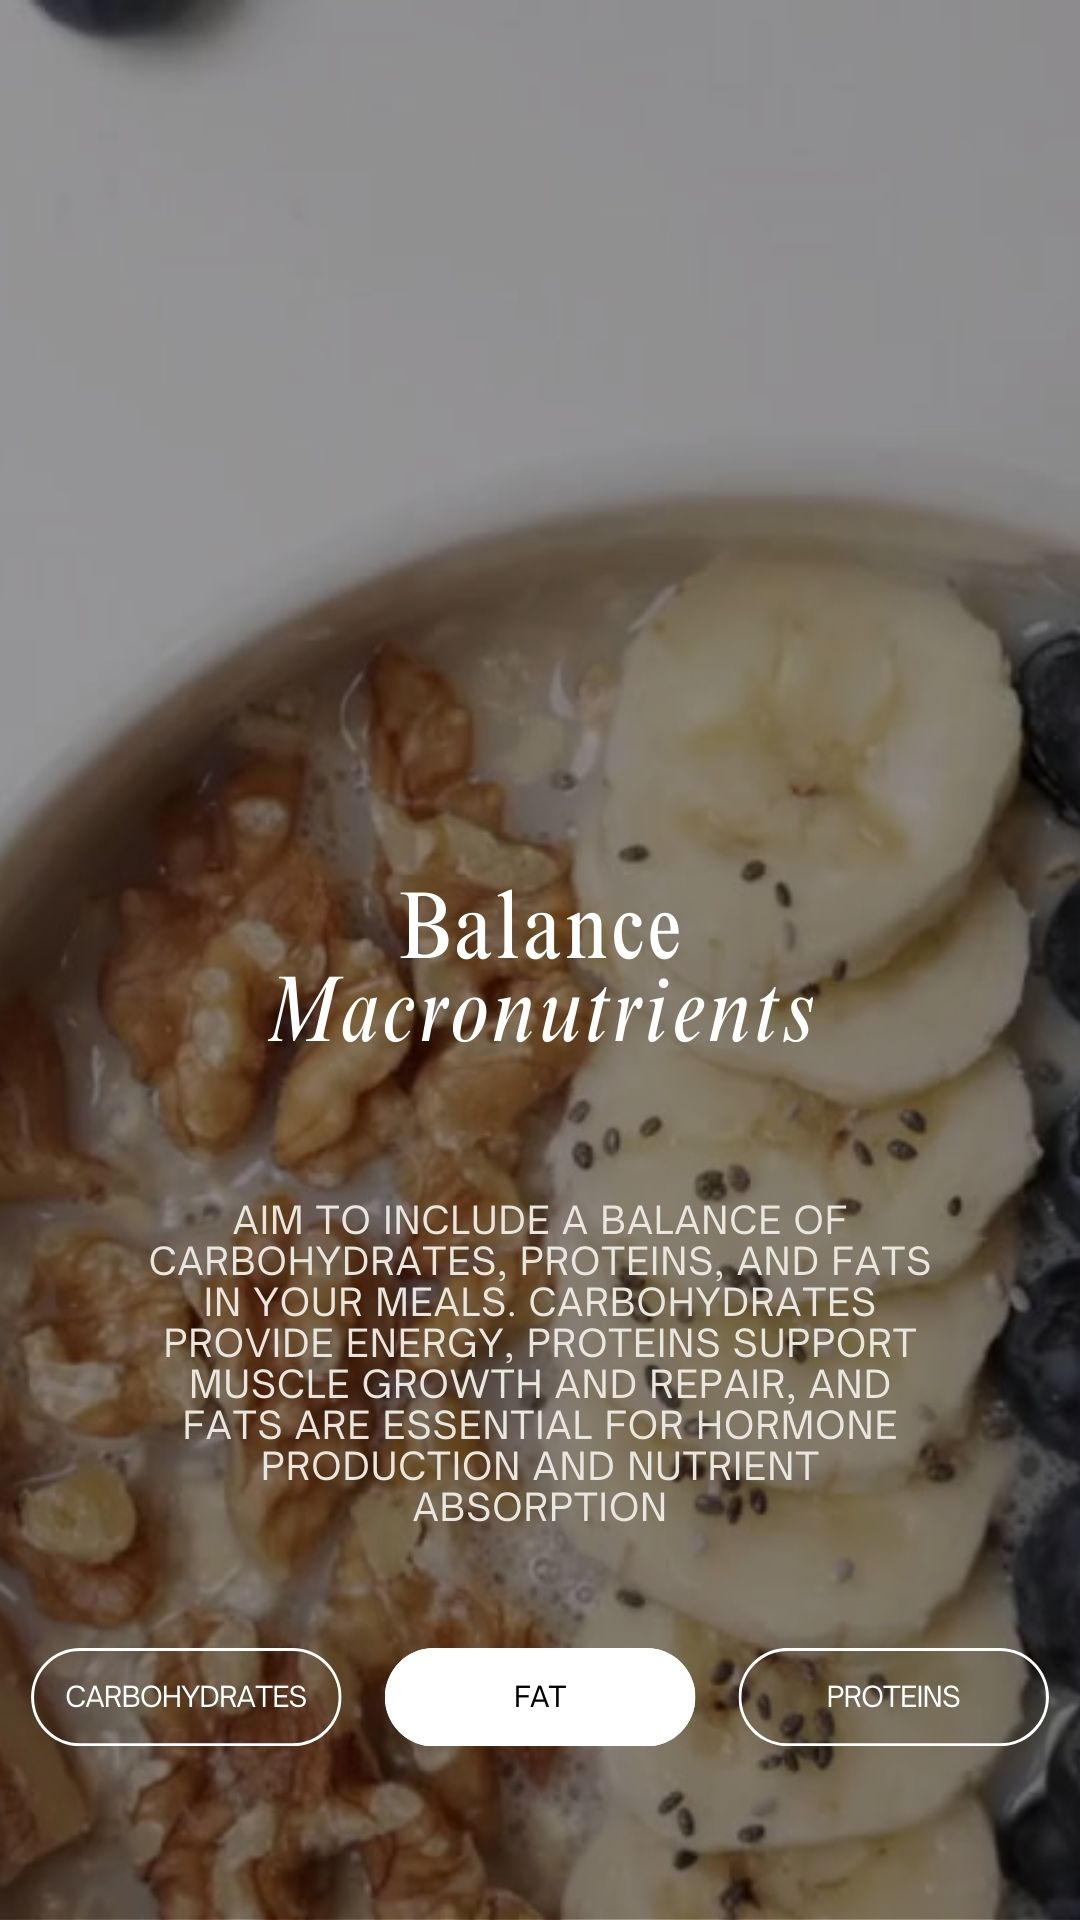 Balance
Macronutrients
AIM TO INCLUDE A BALANCE OF
CARBOHYDRATES, PROTEINS, AND FATS
IN YOUR MEALS. CARBOHYDRATES
PROVIDE ENERGY, PROTEINS SUPPORT
MUSCLE GROWTH AND REPAIR, AND
FATS ARE ESSENTIAL FOR HORMONE
PRODUCTION AND NUTRIENT
ABSORPTION
CARBOHYDRATES
FAT
PROTEINS